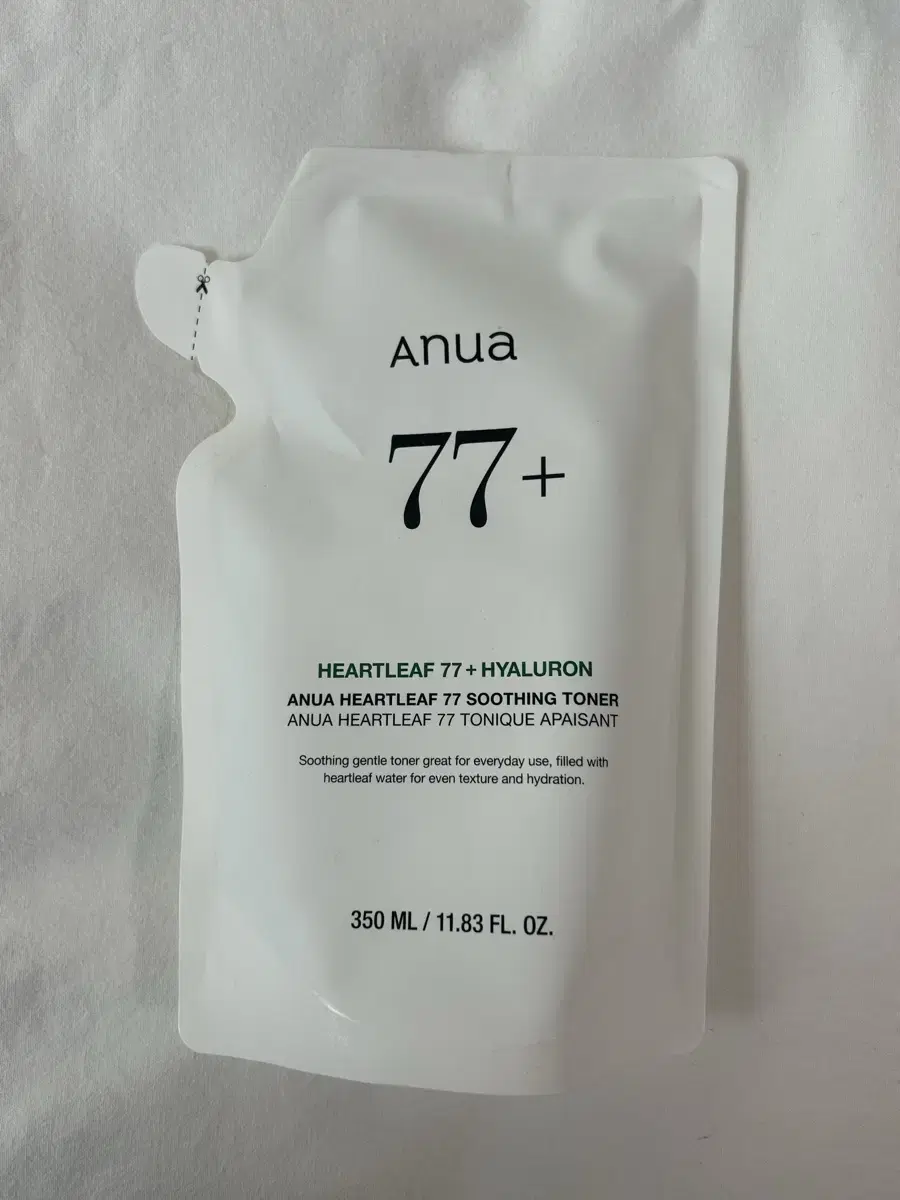 Anua
77+
HEARTLEAF 77 + HYALURON
ANUA HEARTLEAF 77 SOOTHING TONER
ANUA HEARTLEAF 77 TONIQUE APAISANT
Soothing gentle toner great for everyday use, filled with
heartleaf water for even texture and hydration.
350 ML / 11.83 FL. OZ.